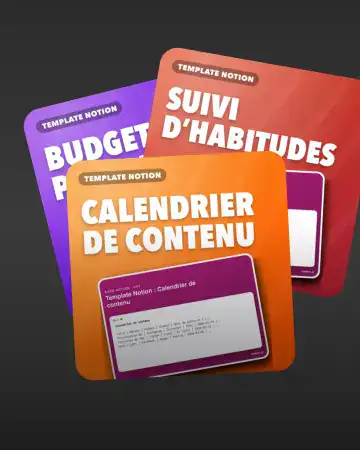 TEMPLATE NOTION
SUIVI
D'HABITUDES
TEMPLATE NOTION
BUDGET
P
TEMPLATE NOTION
CALENDRIER
DE CONTENU
Template Notion : Calendrier de
contenu